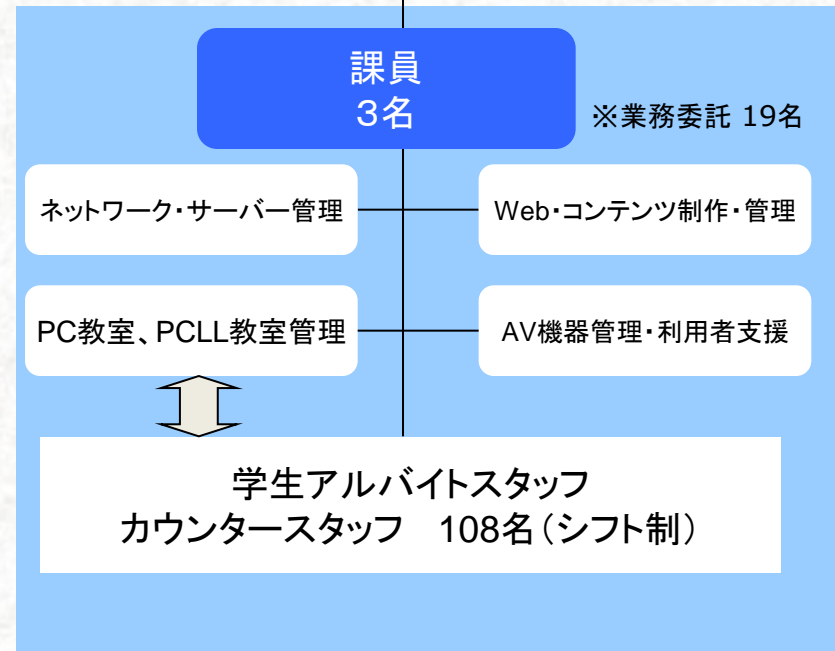 課員
3名
※業務委託 19名
ネットワーク・サーバー管理
Web・コンテンツ制作・管理
PC教室、PCLL教室管理
AV機器管理・利用者支援
学生アルバイトスタッフ
カウンタースタッフ　108名（シフト制）